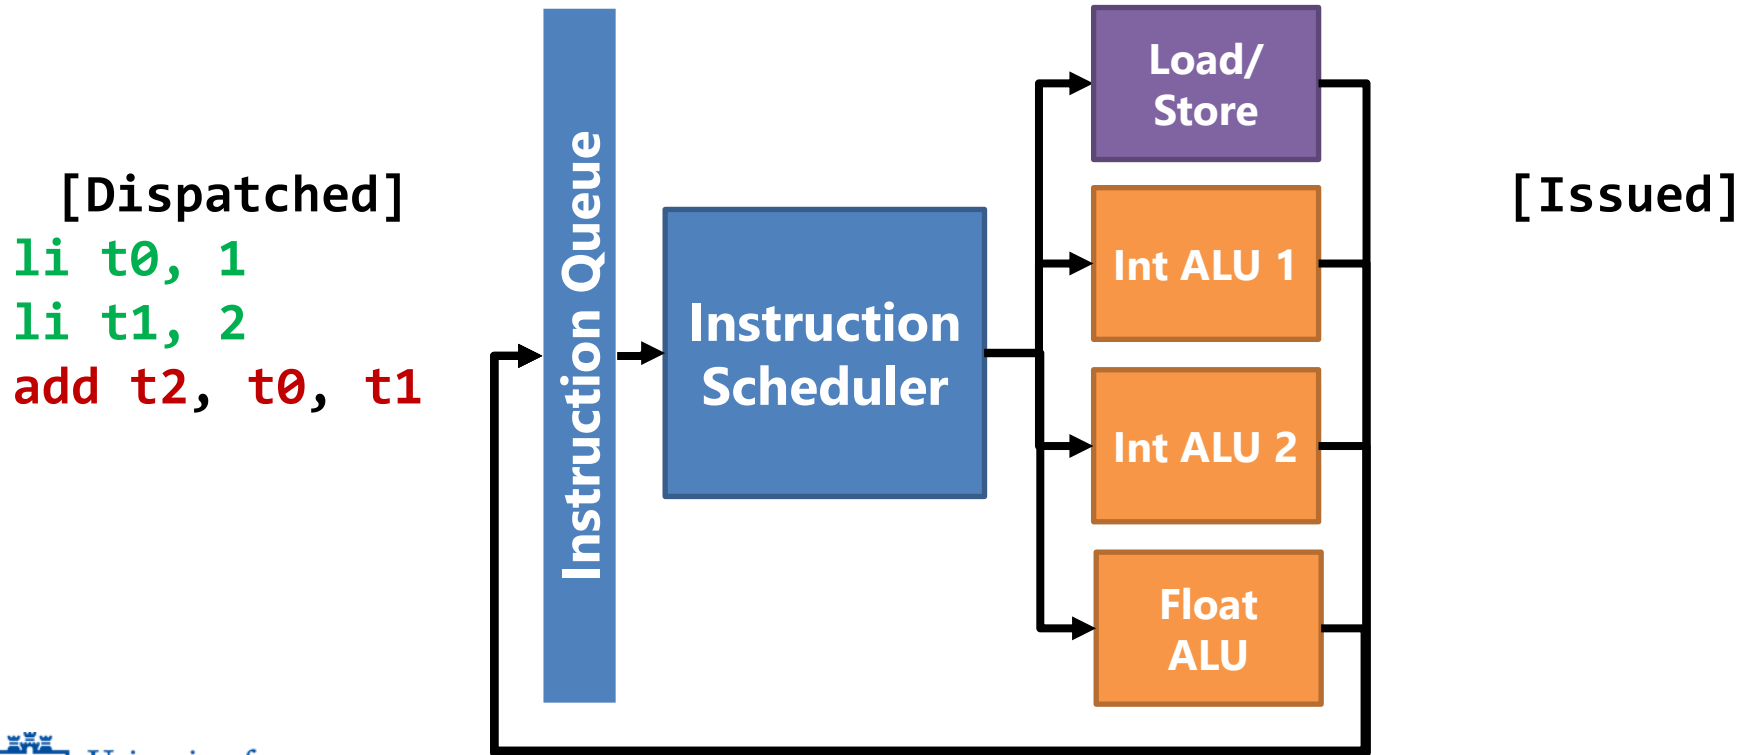 [Dispatched]
li t0, 1
li t1, 2
add t2, t0, t1
Instruction Queue
Instruction
Scheduler
Load/
Store
Int ALU 1
Int ALU 2
Float
ALU
[Issued]